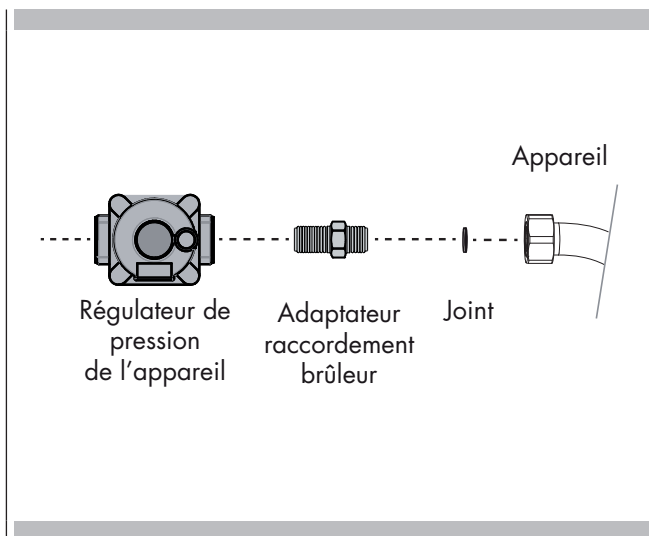 Appareil
Régulateur de
pression
de l'appareil
Adaptateur
raccordement
brûleur
Joint